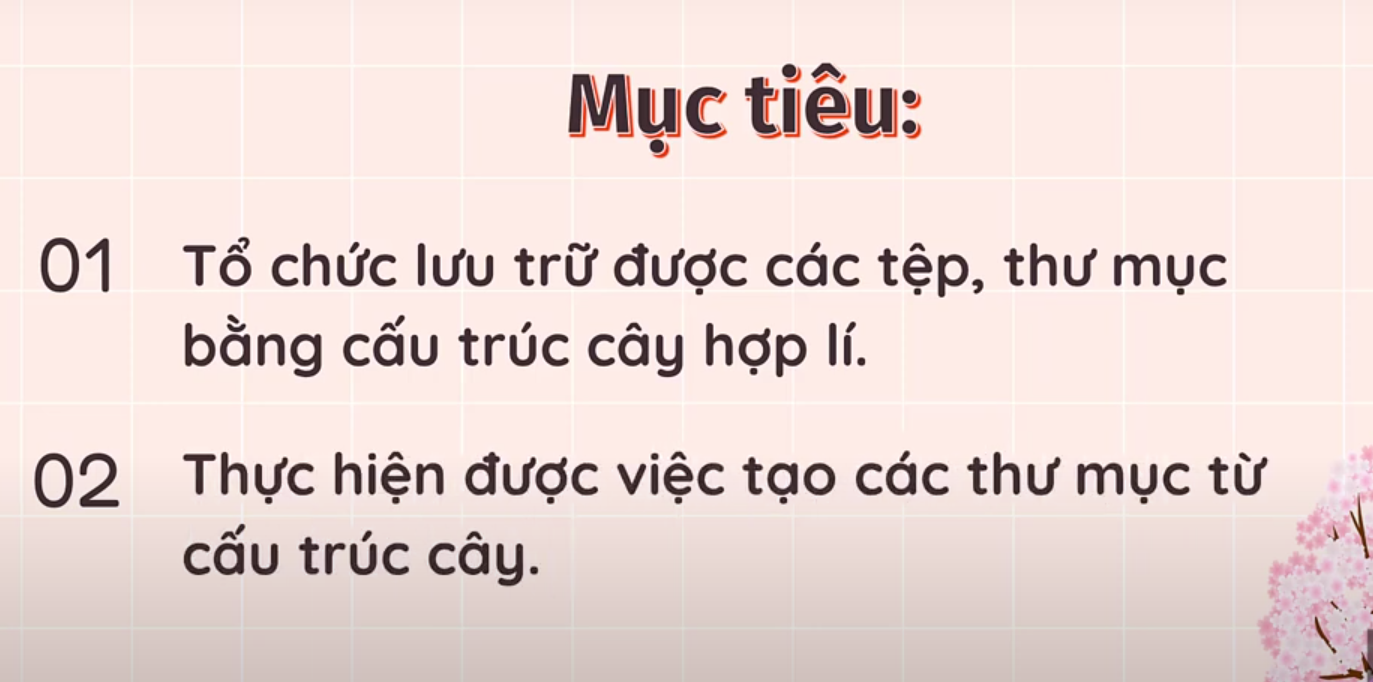 Mục tiêu:
01 Tổ chức lưu trữ được các tệp, thư mục
bằng cấu trúc cây hợp lí.
02 Thực hiện được việc tạo các thư mục từ
cấu trúc cây.